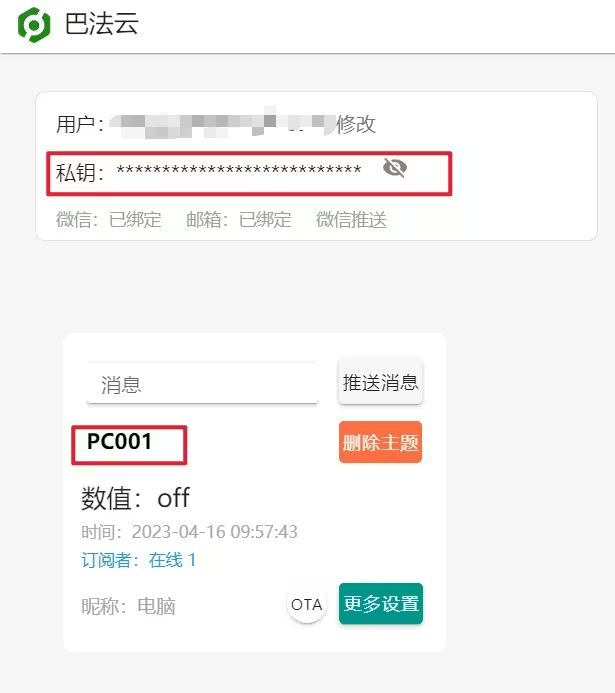 巴法云
用户：修改
私钥：***************************
微信：已绑定 邮箱：已绑定 微信推送
消息 推送消息
PC001 删除主题
数值：off
时间：2023-04-16 09:57:43
订阅者：在线 1
昵称：电脑 OTA 更多设置